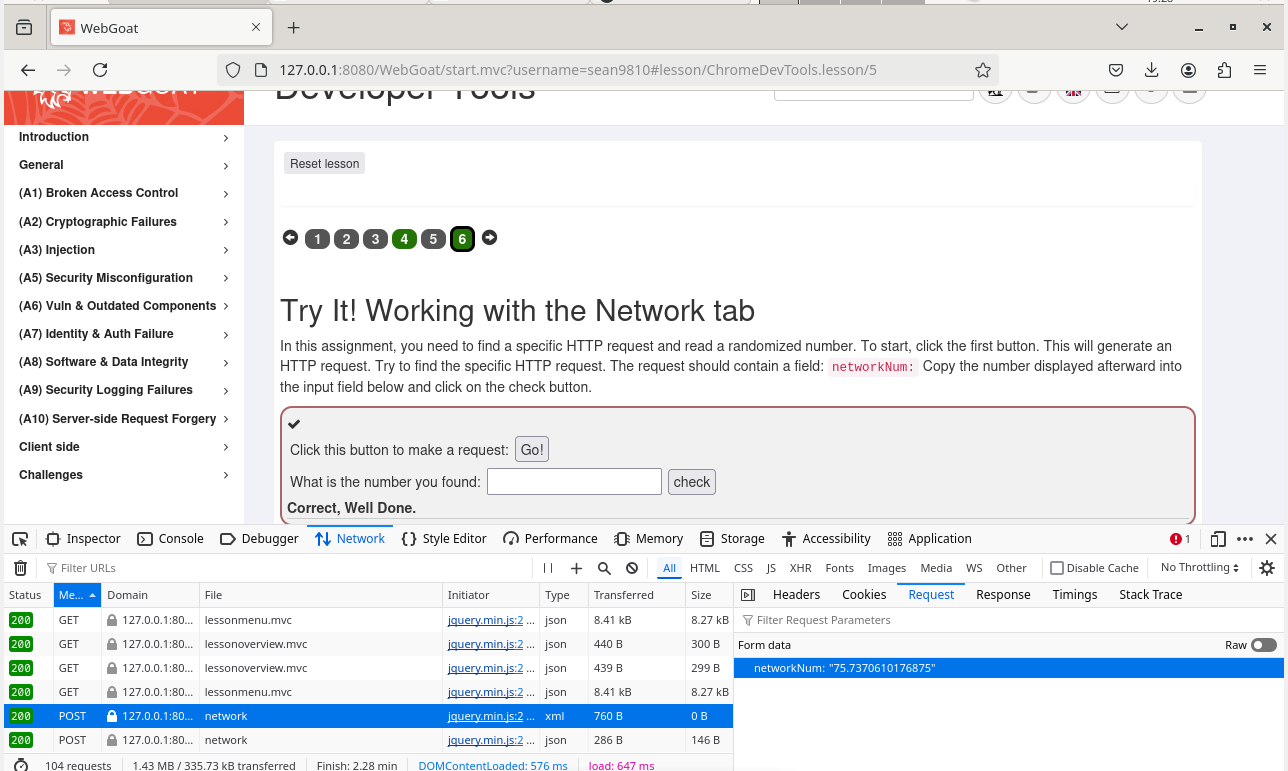 WebGoat
127.0.0.1:8080/WebGoat/start.mvc?username=sean9810#lesson/ChromeDevTools.lesson/5
WEBGOAT
Developer Tools
Introduction
General
(A1) Broken Access Control
(A2) Cryptographic Failures
(A3) Injection
(A5) Security Misconfiguration
(A6) Vuln & Outdated Components
(A7) Identity & Auth Failure
(A8) Software & Data Integrity
(A9) Security Logging Failures
(A10) Server-side Request Forgery
Client side
Challenges
Reset lesson
1 2 3 4 5 6
Try It! Working with the Network tab
In this assignment, you need to find a specific HTTP request and read a randomized number. To start, click the first button. This will generate an
HTTP request. Try to find the specific HTTP request. The request should contain a field: networkNum: Copy the number displayed afterward into
the input field below and click on the check button.
Click this button to make a request: Go!
What is the number you found: check
Correct, Well Done.
Inspector Console Debugger Network Style Editor Performance Memory Storage Accessibility Application 1
Filter URLs All HTML CSS JS XHR Fonts Images Media WS Other Disable Cache No Throttling
Status Me... Domain File Initiator Type Transferred Size
200 GET 127.0.0.1:80... lessonmenu.mvc jquery.min.js:2 ... json 8.41 kB 8.27 kB
200 GET 127.0.0.1:80... lessonoverview.mvc jquery.min.js:2 ... json 440 B 300 B
200 GET 127.0.0.1:80... lessonoverview.mvc jquery.min.js:2 ... json 439 B 299 B
200 GET 127.0.0.1:80... lessonmenu.mvc jquery.min.js:2 ... json 8.41 kB 8.27 kB
200 POST 127.0.0.1:80... network jquery.min.js:2 ... xml 760 B 0 B
200 POST 127.0.0.1:80... network jquery.min.js:2 ... json 286 B 146 B
104 requests 1.43 MB / 335.73 kB transferred Finish: 2.28 min DOMContentLoaded: 576 ms load: 647 ms
Headers Cookies Request Response Timings Stack Trace
Filter Request Parameters
Form data Raw
networkNum: "75.7370610176875"